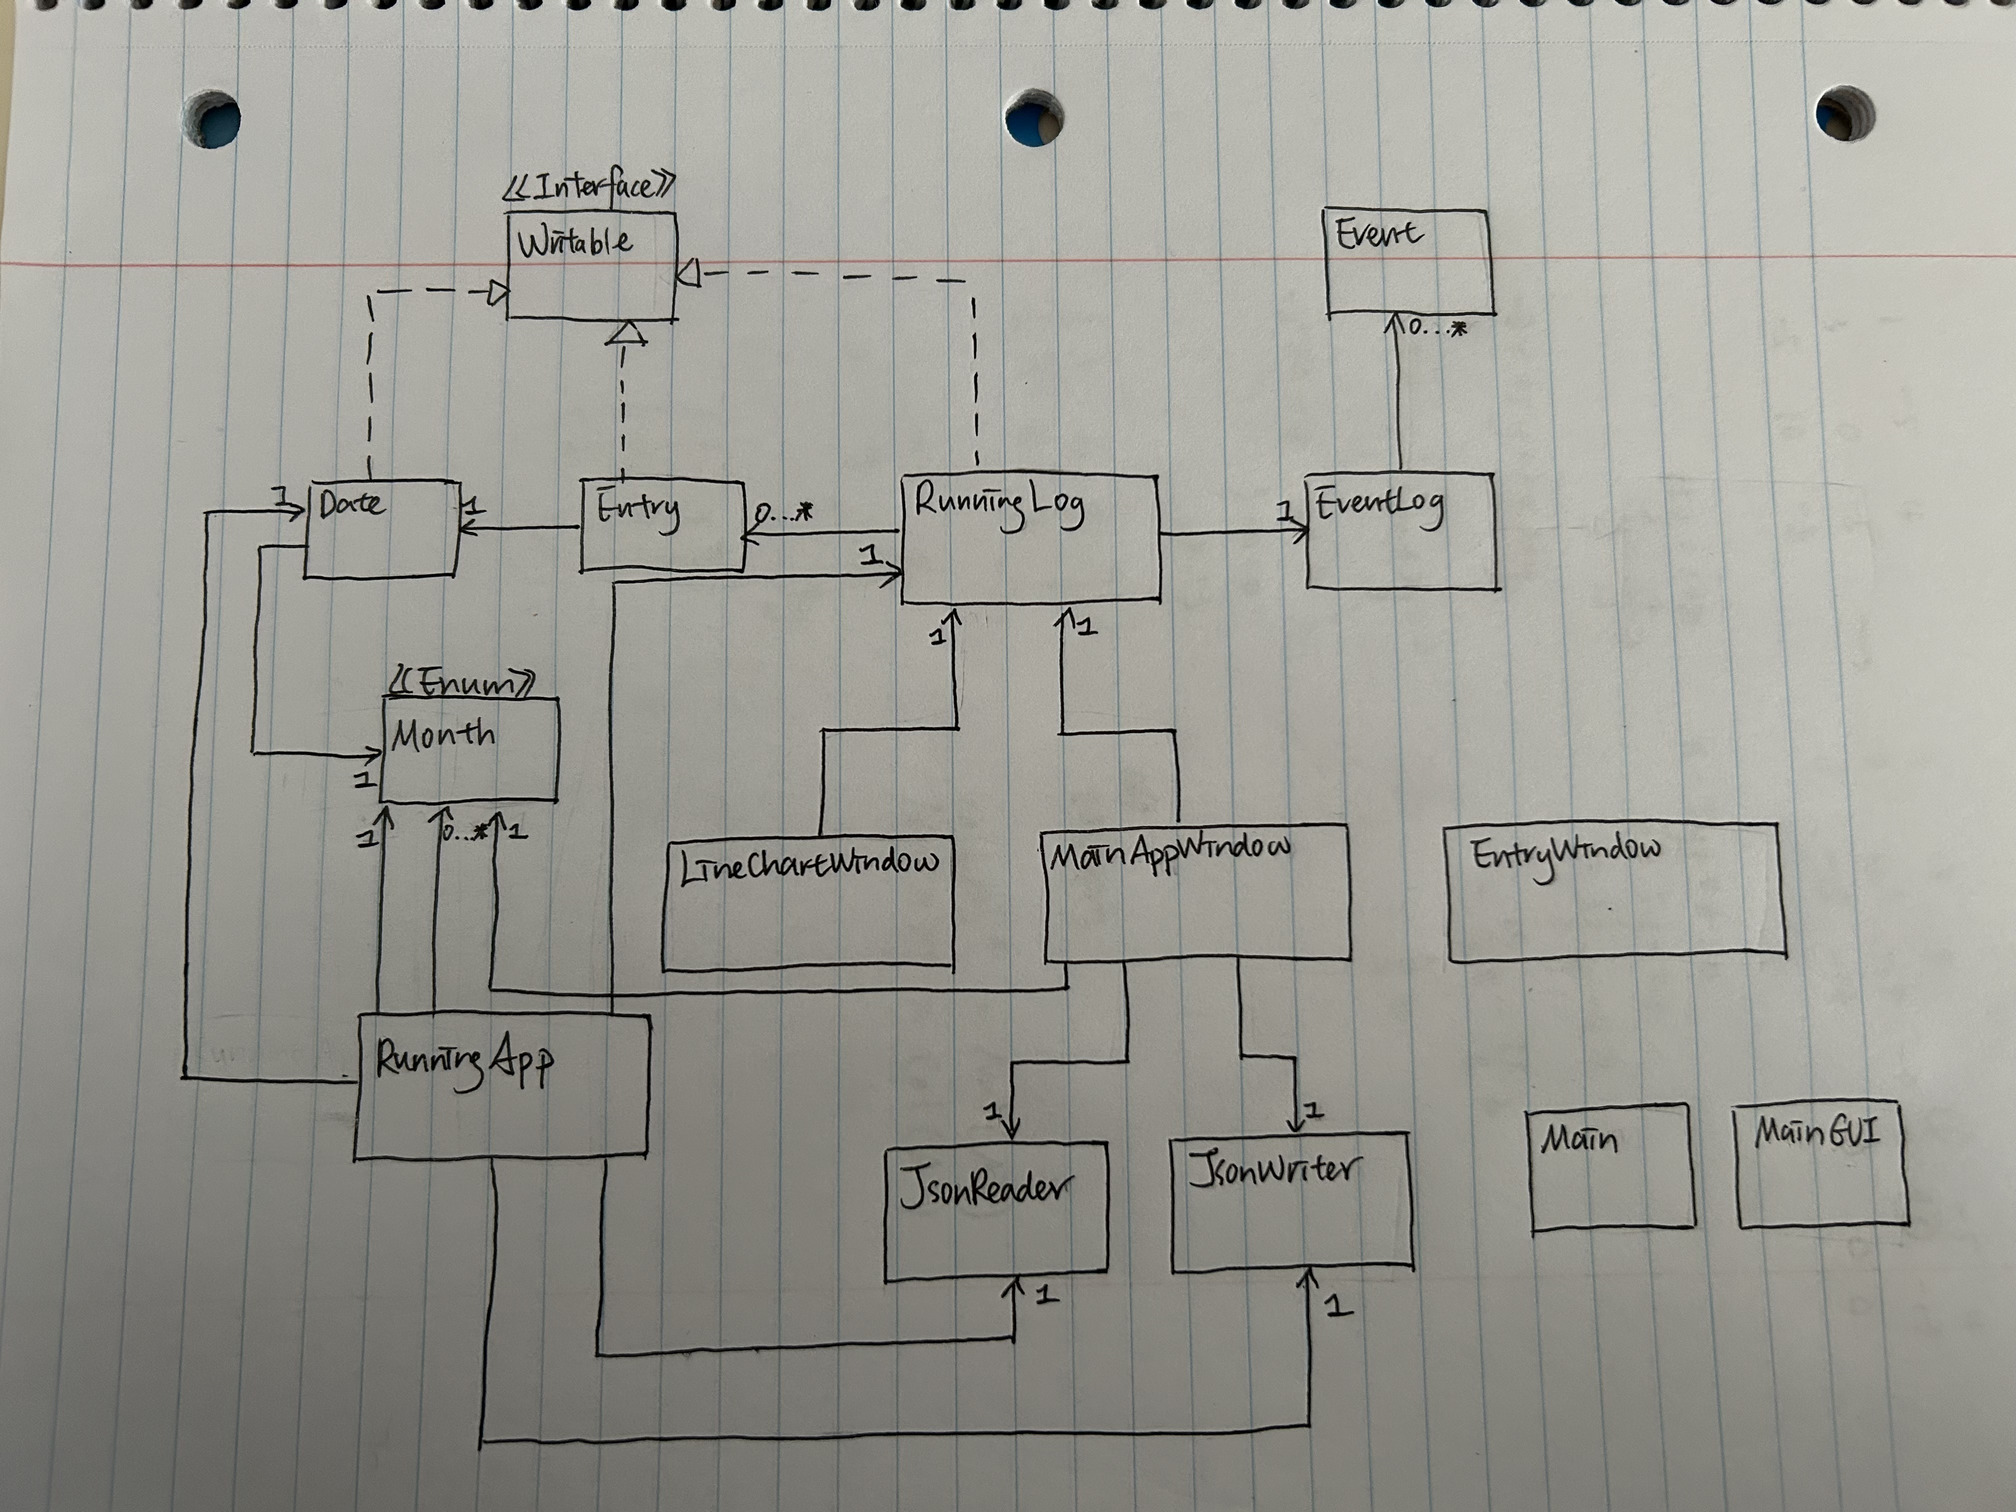 <<Interface>>
Writable
Event
0...*
1
Date
1
Entry
0...*
RunningLog
1
EventLog
1
1
1
<<Enum>>
Month
1
1
0...*
1
LineChartWindow
MainAppWindow
EntryWindow
RunningApp
1
1
JsonReader
JsonWriter
Main
MainGUI
1
1